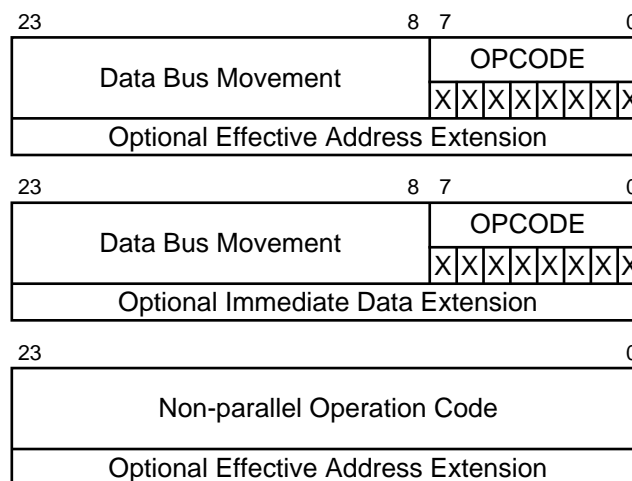 23 8 7 0
Data Bus Movement OPCODE
X X X X X X X X
Optional Effective Address Extension
23 8 7 0
Data Bus Movement OPCODE
X X X X X X X X
Optional Immediate Data Extension
23 0
Non-parallel Operation Code
Optional Effective Address Extension